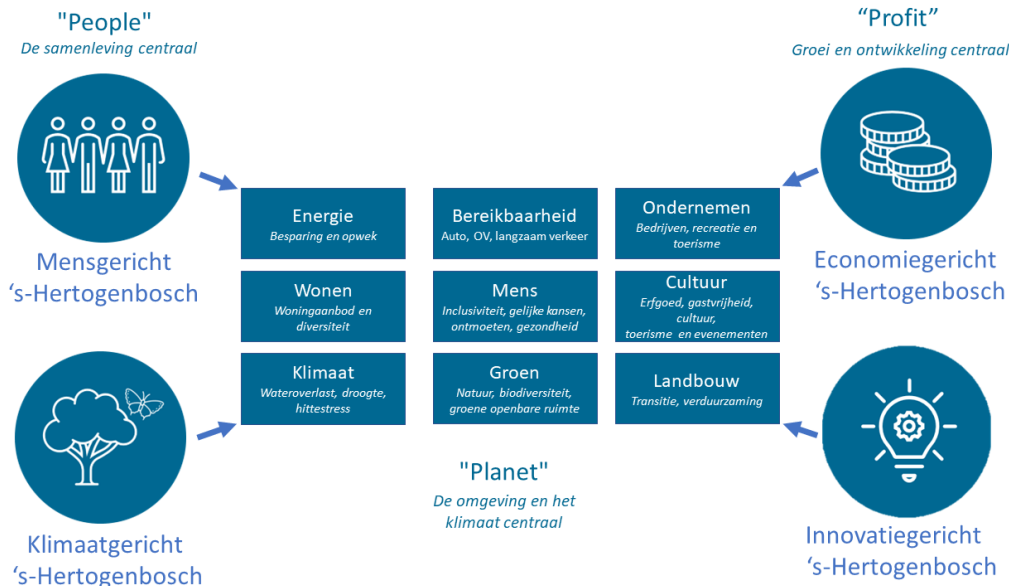 "People"
De samenleving centraal
Mensgericht
‘s-Hertogenbosch
“Profit”
Groei en ontwikkeling centraal
Economiegericht
‘s-Hertogenbosch
Energie
Besparing en opwek
Bereikbaarheid
Auto, OV, langzaam verkeer
Ondernemen
Bedrijven, recreatie en
toerisme
Wonen
Woningaanbod en
diversiteit
Mens
Inclusiviteit, gelijke kansen,
ontmoeten, gezondheid
Cultuur
Erfgoed, gastvrijheid,
cultuur,
toerisme en evenementen
Klimaat
Wateroverlast, droogte,
hittestress
Groen
Natuur, biodiversiteit,
groene openbare ruimte
Landbouw
Transitie, verduurzaming
"Planet"
De omgeving en het
klimaat centraal
Klimaatgericht
‘s-Hertogenbosch
Innovatiegericht
‘s-Hertogenbosch